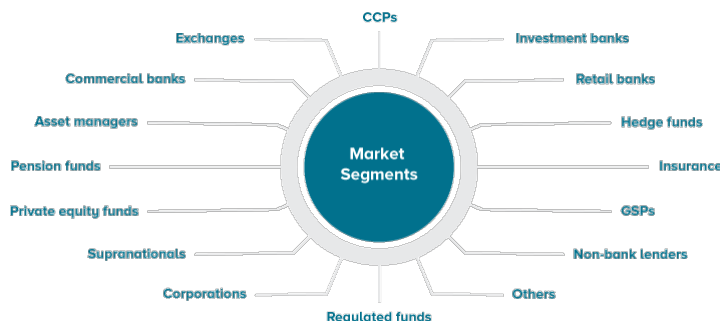 CCPs
Exchanges
Investment banks
Commercial banks
Retail banks
Asset managers
Hedge funds
Market
Segments
Pension funds
Insurance
Private equity funds
GSPs
Supranationals
Non-bank lenders
Corporations
Others
Regulated funds